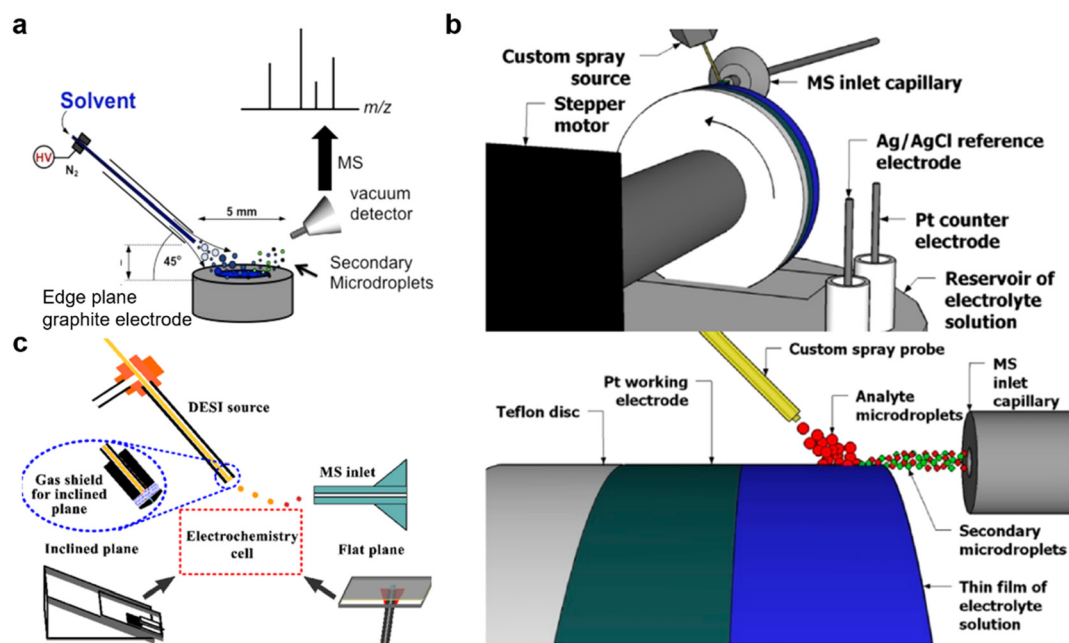 a
m/z
Solvent
HV
N2
MS
vacuum
detector
5 mm
45°
Secondary
Microdroplets
Edge plane
graphite electrode
b
Custom spray
source
MS inlet capillary
Stepper
motor
Ag/AgCl reference
electrode
Pt counter
electrode
Reservoir of
electrolyte
solution
Custom spray probe
MS
inlet
capillary
Pt working
electrode
Analyte
microdroplets
Teflon disc
Secondary
microdroplets
Thin film of
electrolyte
solution
c
DESI source
Gas shield
for inclined
plane
MS inlet
Electrochemistry
cell
Inclined plane
Flat plane